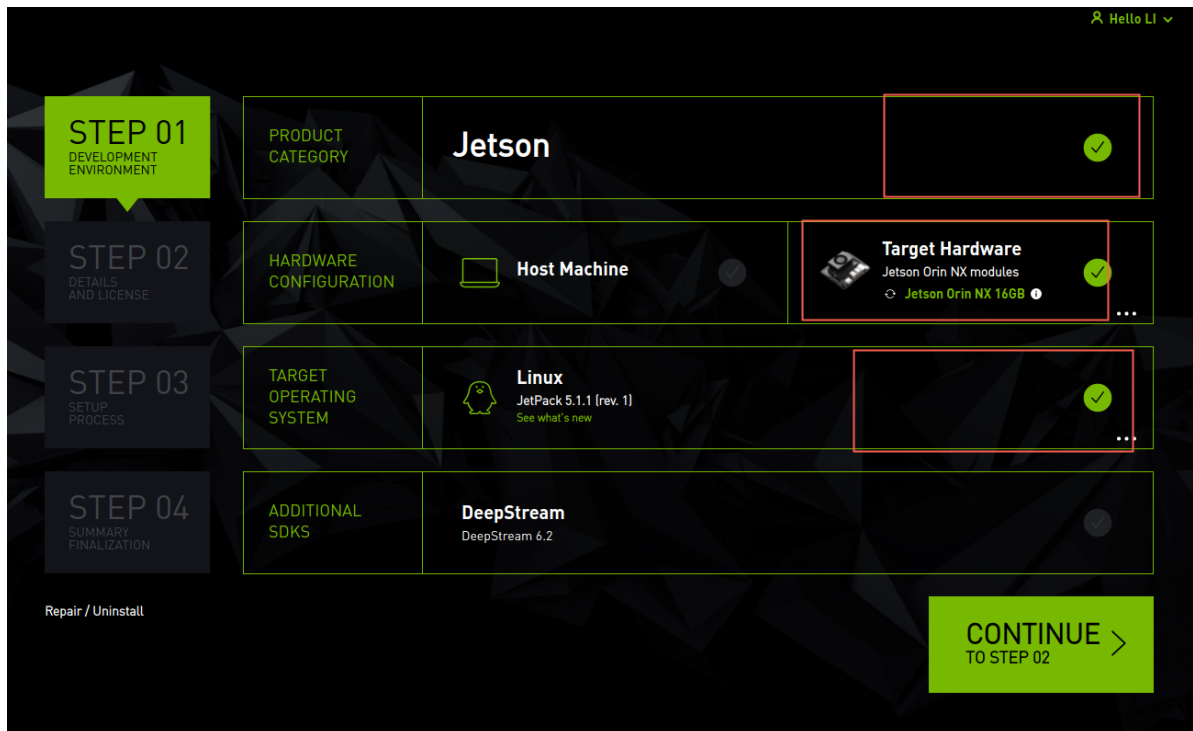 Hello LI
STEP 01
DEVELOPMENT
ENVIRONMENT
PRODUCT
CATEGORY
Jetson
STEP 02
DETAILS
AND LICENSE
HARDWARE
CONFIGURATION
Host Machine
Target Hardware
Jetson Orin NX modules
Jetson Orin NX 16GB
STEP 03
SETUP
PROCESS
TARGET
OPERATING
SYSTEM
Linux
JetPack 5.1.1 (rev. 1)
See what's new
STEP 04
SUMMARY
FINALIZATION
ADDITIONAL
SDKS
DeepStream
DeepStream 6.2
Repair / Uninstall
CONTINUE
TO STEP 02